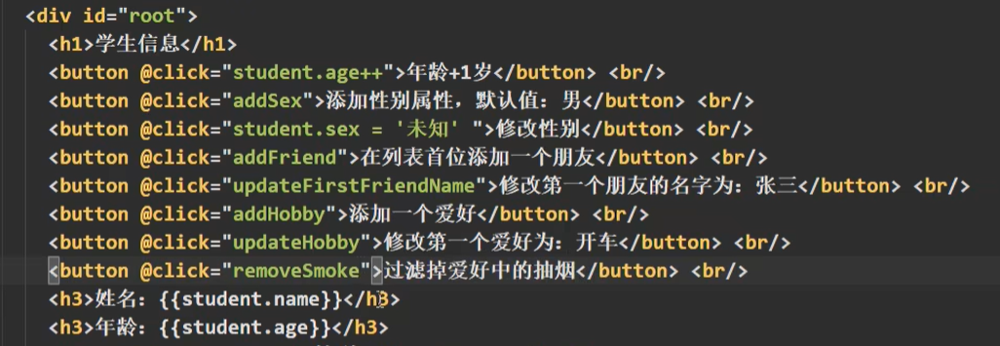 <div id="root">
<h1>学生信息</h1>
<button @click="student.age++">年龄+1岁</button> <br/>
<button @click="addSex">添加性别属性，默认值：男</button> <br/>
<button @click="student.sex = '未知' ">修改性别</button> <br/>
<button @click="addFriend">在列表首位添加一个朋友</button> <br/>
<button @click="updateFirstFriendName">修改第一个朋友的名字为：张三</button> <br/>
<button @click="addHobby">添加一个爱好</button> <br/>
<button @click="updateHobby">修改第一个爱好为：开车</button> <br/>
<button @click="removeSmoke">过滤掉爱好中的抽烟</button> <br/>
<h3>姓名：{{student.name}}</h3>
<h3>年龄：{{student.age}}</h3>